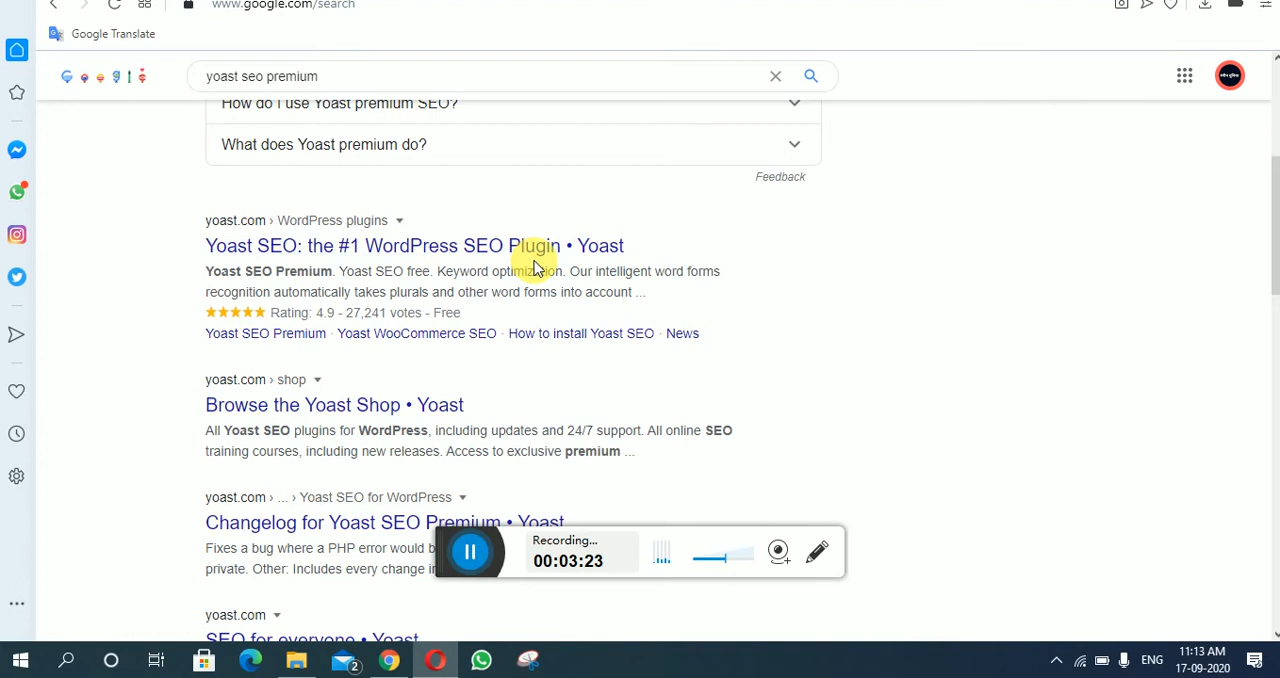 www.google.com/search
Google Translate
yoast seo premium
How do I use Yoast premium SEO?
What does Yoast premium do?
Feedback
yoast.com › WordPress plugins
Yoast SEO: the #1 WordPress SEO Plugin • Yoast
Yoast SEO Premium. Yoast SEO free. Keyword optimization. Our intelligent word forms
recognition automatically takes plurals and other word forms into account ...
Rating: 4.9 - 27,241 votes - Free
Yoast SEO Premium · Yoast WooCommerce SEO · How to install Yoast SEO · News
yoast.com › shop
Browse the Yoast Shop • Yoast
All Yoast SEO plugins for WordPress, including updates and 24/7 support. All online SEO
training courses, including new releases. Access to exclusive premium ...
yoast.com › ... › Yoast SEO for WordPress
Changelog for Yoast SEO Premium • Yoast
Fixes a bug where a PHP error would b
private. Other: Includes every change i
Recording...
00:03:23
yoast.com
SEO for everyone • Yoast
2
ENG
11:13 AM
17-09-2020